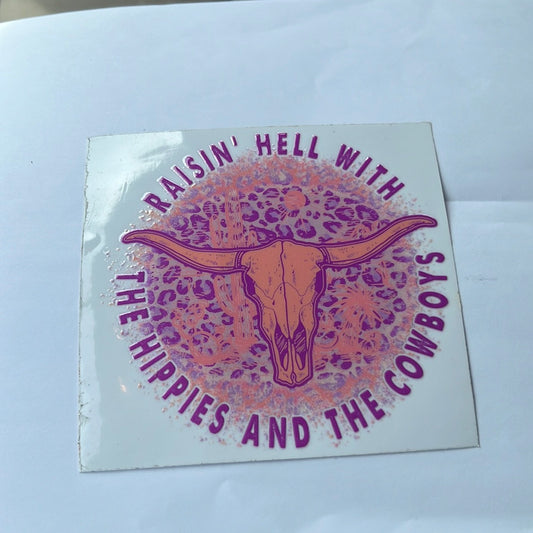 RAISIN' HELL WITH
THE HIPPIES AND THE COWBOYS